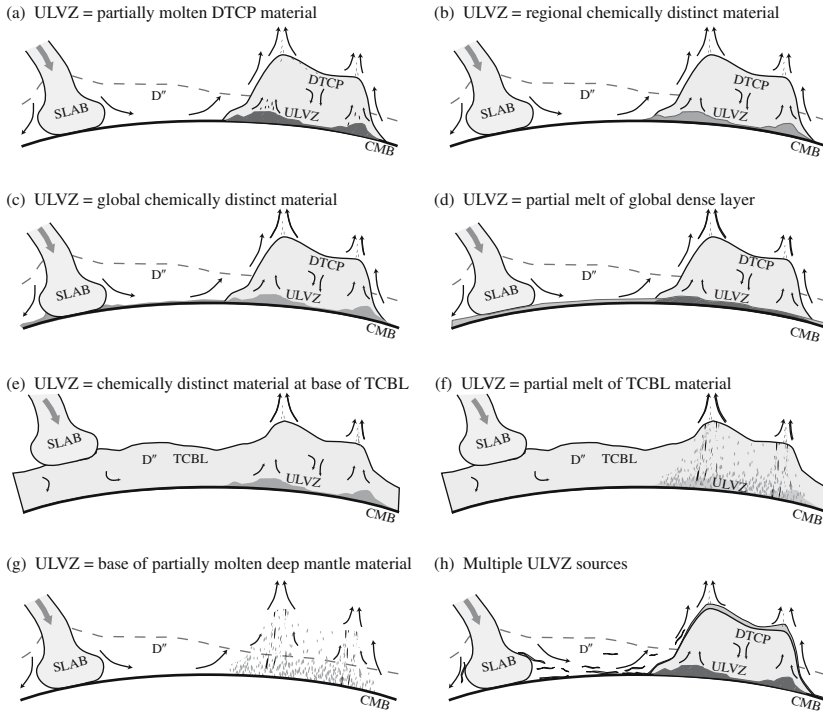 (a) ULVZ = partially molten DTCP material
SLAB
D″
DTCP
ULVZ
CMB
(b) ULVZ = regional chemically distinct material
SLAB
D″
DTCP
ULVZ
CMB
(c) ULVZ = global chemically distinct material
SLAB
D″
DTCP
ULVZ
CMB
(d) ULVZ = partial melt of global dense layer
SLAB
D″
DTCP
ULVZ
CMB
(e) ULVZ = chemically distinct material at base of TCBL
SLAB
D″ TCBL
ULVZ
CMB
(f) ULVZ = partial melt of TCBL material
SLAB
D″ TCBL
ULVZ
CMB
(g) ULVZ = base of partially molten deep mantle material
SLAB
D″
CMB
(h) Multiple ULVZ sources
SLAB
D″
DTCP
ULVZ
CMB